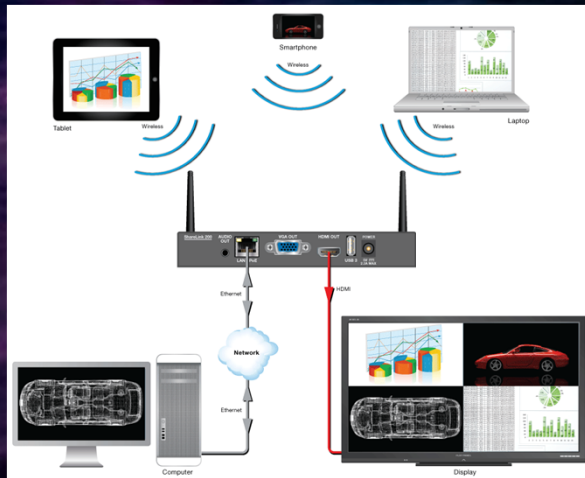 Smartphone
Wireless
Tablet
Wireless
Wireless
Laptop
AUDIO
OUT
VGA OUT
HDMI OUT
POWER
USB 2
LAN
PoE
Ethernet
HDMI
Network
Ethernet
Computer
Display